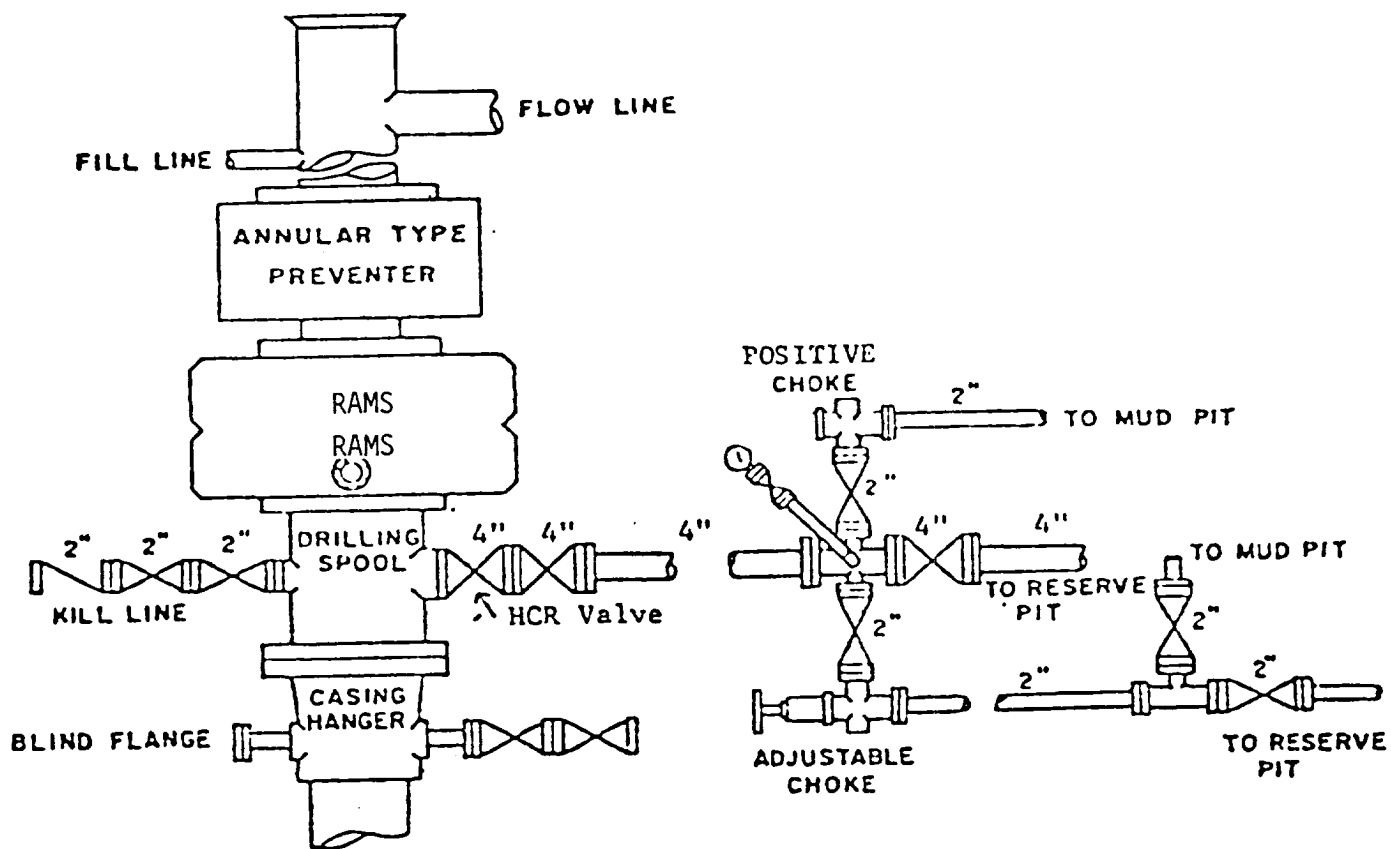 FLOW LINE
FILL LINE
ANNULAR TYPE
PREVENTER
RAMS
RAMS
POSITIVE
CHOKE
2"
TO MUD PIT
2"
2"
2"
2"
KILL LINE
DRILLING
SPOOL
4"
4"
4"
HCR Valve
4"
4"
TO RESERVE
PIT
2"
TO MUD PIT
2"
2"
2"
TO RESERVE
PIT
CASING
HANGER
BLIND FLANGE
ADJUSTABLE
CHOKE